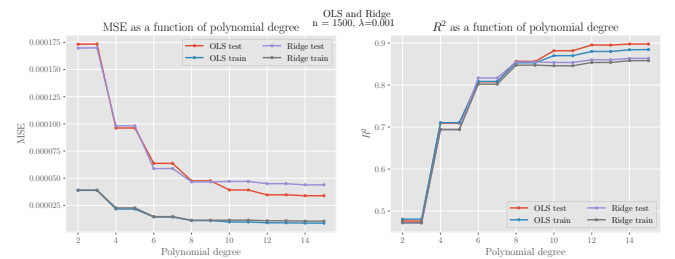 OLS and Ridge
n = 1500, λ=0.001
MSE as a function of polynomial degree
OLS test
OLS train
Ridge test
Ridge train
0.000175
0.000150
0.000125
0.000100
0.000075
0.000050
0.000025
MSE
2 4 6 8 10 12 14
Polynomial degree
R² as a function of polynomial degree
0.9
0.8
0.7
0.6
0.5
R²
OLS test
OLS train
Ridge test
Ridge train
2 4 6 8 10 12 14
Polynomial degree